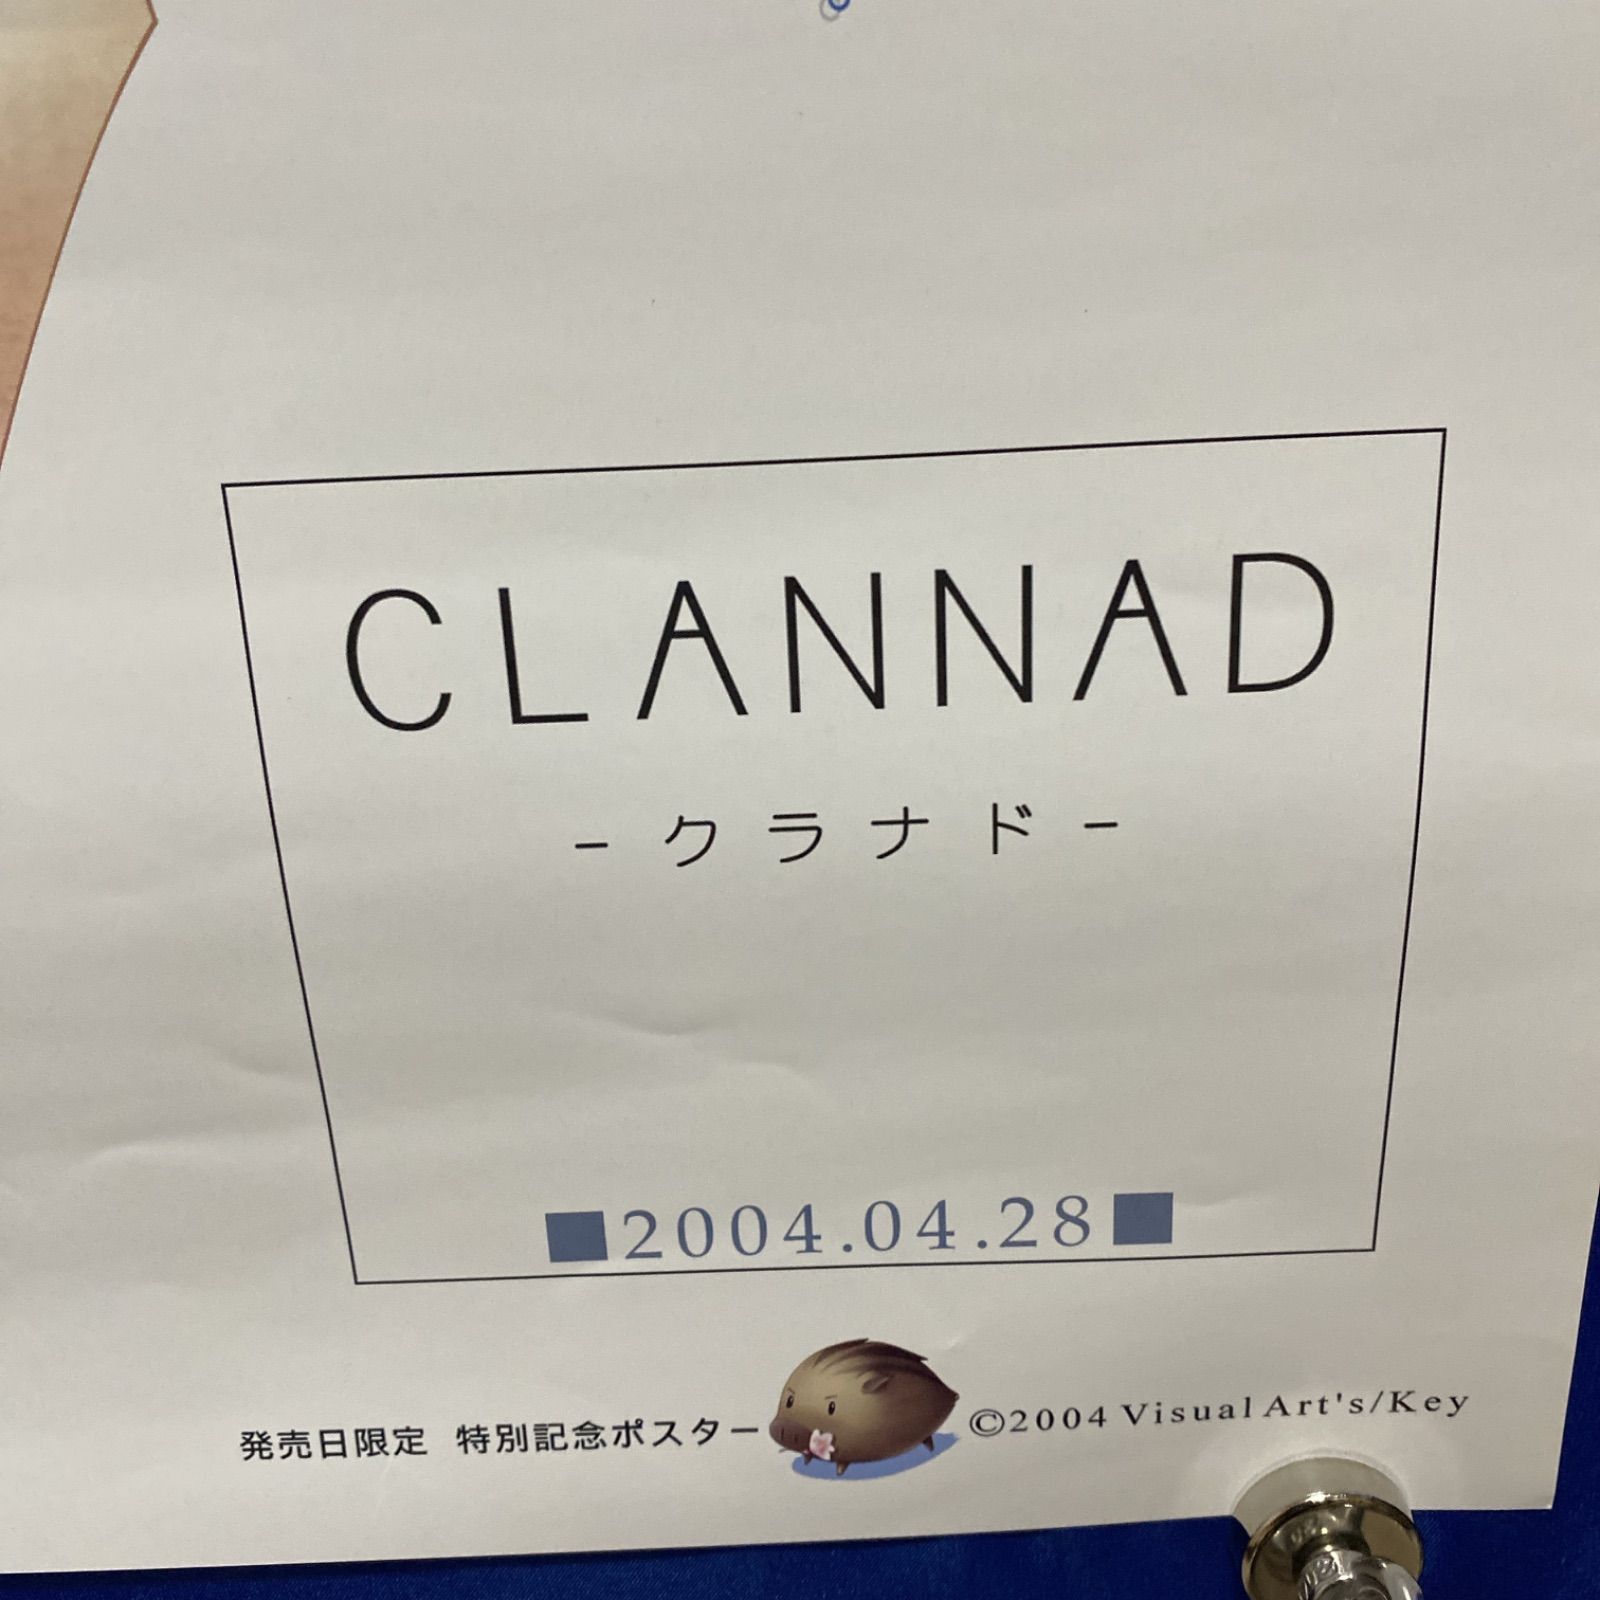 CLANNAD
-クラナド-
■2004.04.28■
発売日限定 特別記念ポスター
©2004 Visual Art's/Key